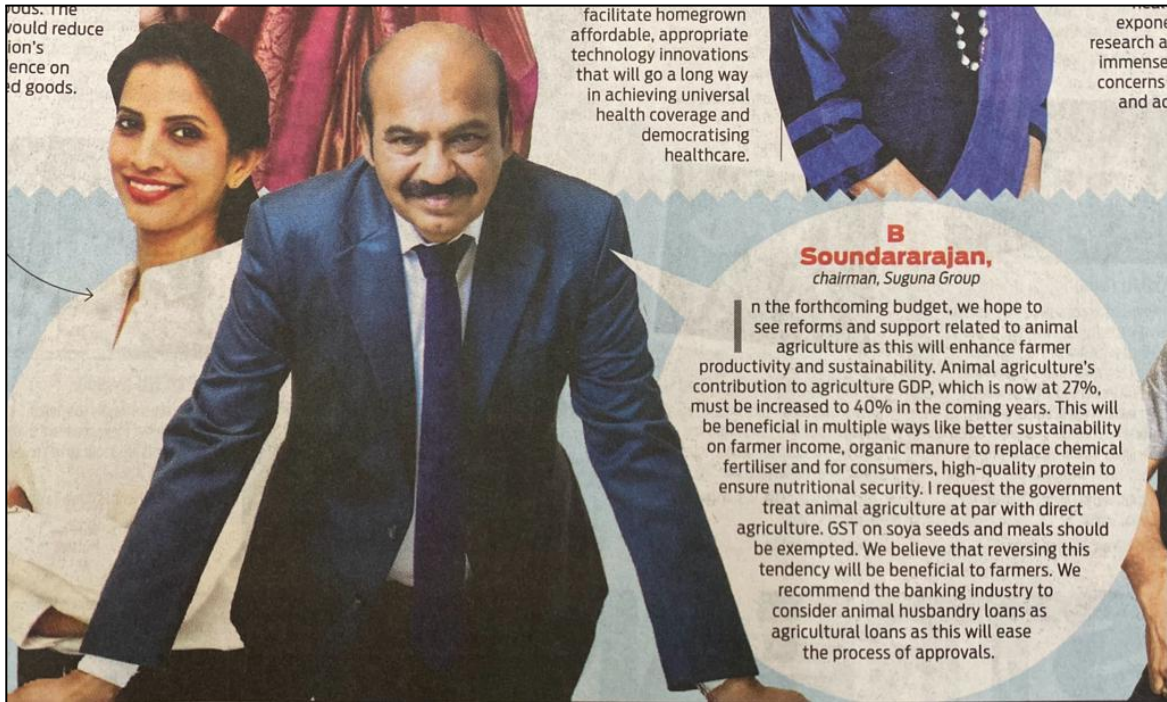 The
would reduce
ence on
goods.
facilitate homegrown
affordable, appropriate
technology innovations
that will go a long way
in achieving universal
health coverage and
democratising
healthcare.
research
immense
concerns
and
B
Soundararajan,
chairman, Suguna Group
In the forthcoming budget, we hope to
see reforms and support related to animal
agriculture as this will enhance farmer
productivity and sustainability. Animal agriculture's
contribution to agriculture GDP, which is now at 27%,
must be increased to 40% in the coming years. This will
be beneficial in multiple ways like better sustainability
on farmer income, organic manure to replace chemical
fertiliser and for consumers, high-quality protein to
ensure nutritional security. I request the government
treat animal agriculture at par with direct
agriculture. GST on soya seeds and meals should
be exempted. We believe that reversing this
tendency will be beneficial to farmers. We
recommend the banking industry to
consider animal husbandry loans as
agricultural loans as this will ease
the process of approvals.